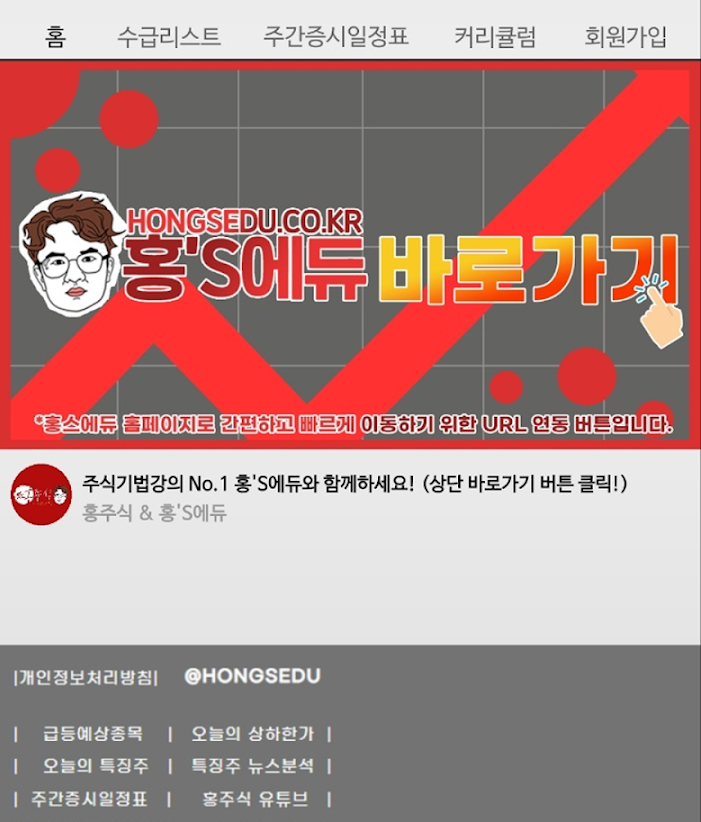 홈 수급리스트 주간증시일정표 커리큘럼 회원가입
HONGSEDU.CO.KR
홍'S에듀 바로가기
*홍스에듀 홈페이지로 간편하고 빠르게 이동하기 위한 URL 연동 버튼입니다.
주식기법강의 No.1 홍'S에듀와 함께하세요! (상단 바로가기 버튼 클릭!)
홍주식 & 홍'S에듀
|개인정보처리방침| @HONGSEDU
| 급등예상종목 | 오늘의 상하한가 |
| 오늘의 특징주 | 특징주 뉴스분석 |
| 주간증시일정표 | 홍주식 유튜브 |